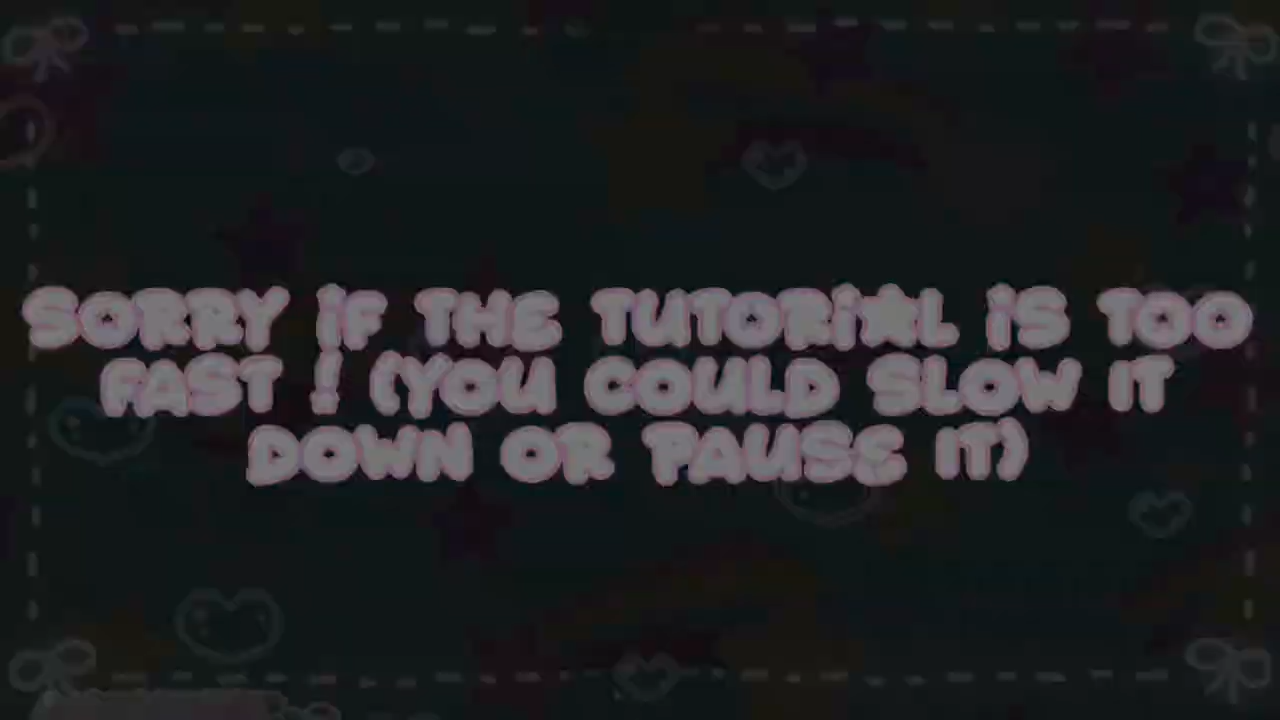 SORRY iF THE TUTORiAL iS TOO
FAST ! (YOU COULD SLOW IT
DOWN OR PAUSE IT)